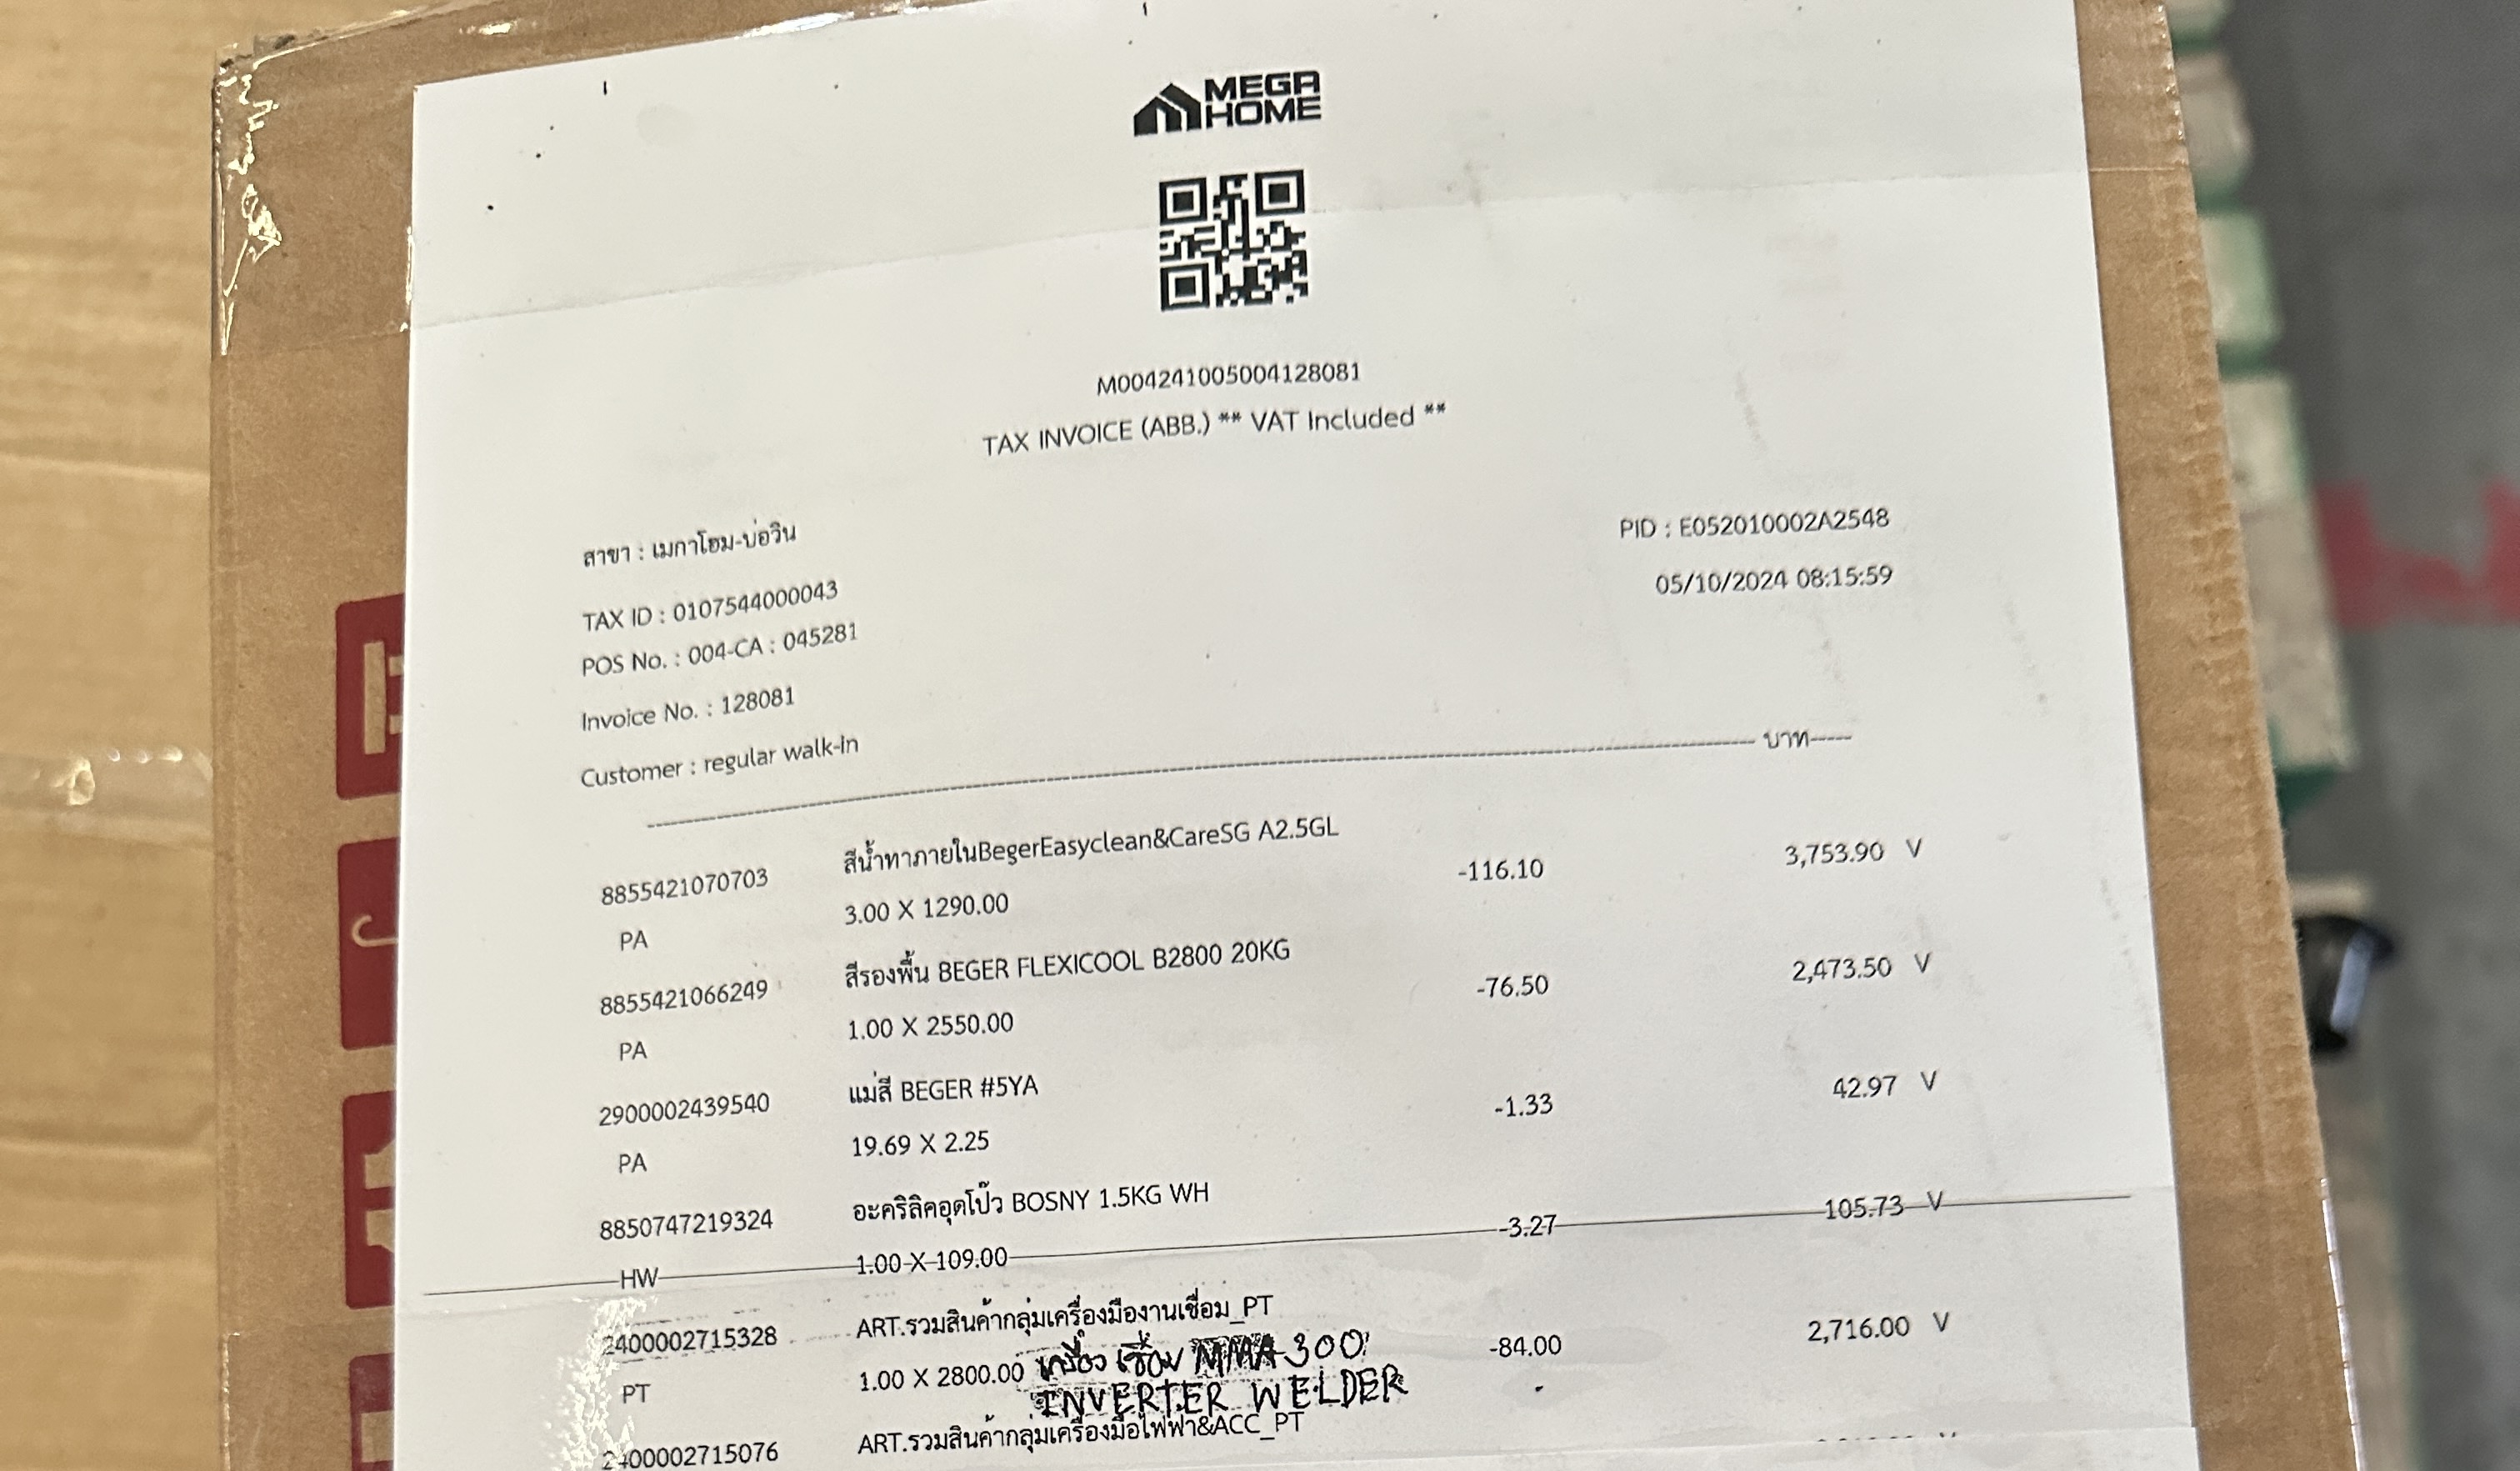 MEGA
HOME
M004241005004128081
TAX INVOICE (ABB.) ** VAT Included **
สาขา : เมกาโฮม-บ่อวิน
PID : E052010002A2548
TAX ID : 0107544000043
05/10/2024 08:15:59
POS No. : 004-CA : 045281
Invoice No. : 128081
Customer : regular walk-in
บาท
8855421070703 สีน้ำทาภายในBegerEasyclean&CareSG A2.5GL
PA 3.00 X 1290.00 -116.10 3,753.90 V
8855421066249 สีรองพื้น BEGER FLEXICOOL B2800 20KG
PA 1.00 X 2550.00 -76.50 2,473.50 V
2900002439540 แม่สี BEGER #5YA
PA 19.69 X 2.25 -1.33 42.97 V
8850747219324 อะคริลิคอุดโป๊ว BOSNY 1.5KG WH
HW 1.00 X 109.00 -3.27 105.73 V
2400002715328 ART.รวมสินค้ากลุ่มเครื่องมืองานเชื่อม_PT
PT 1.00 X 2800.00 เครื่อง เชื่อม MMA 300 -84.00 2,716.00 V
INVERTER WELDER
2400002715076 ART.รวมสินค้ากลุ่มเครื่องมือไฟฟ้า&ACC_PT